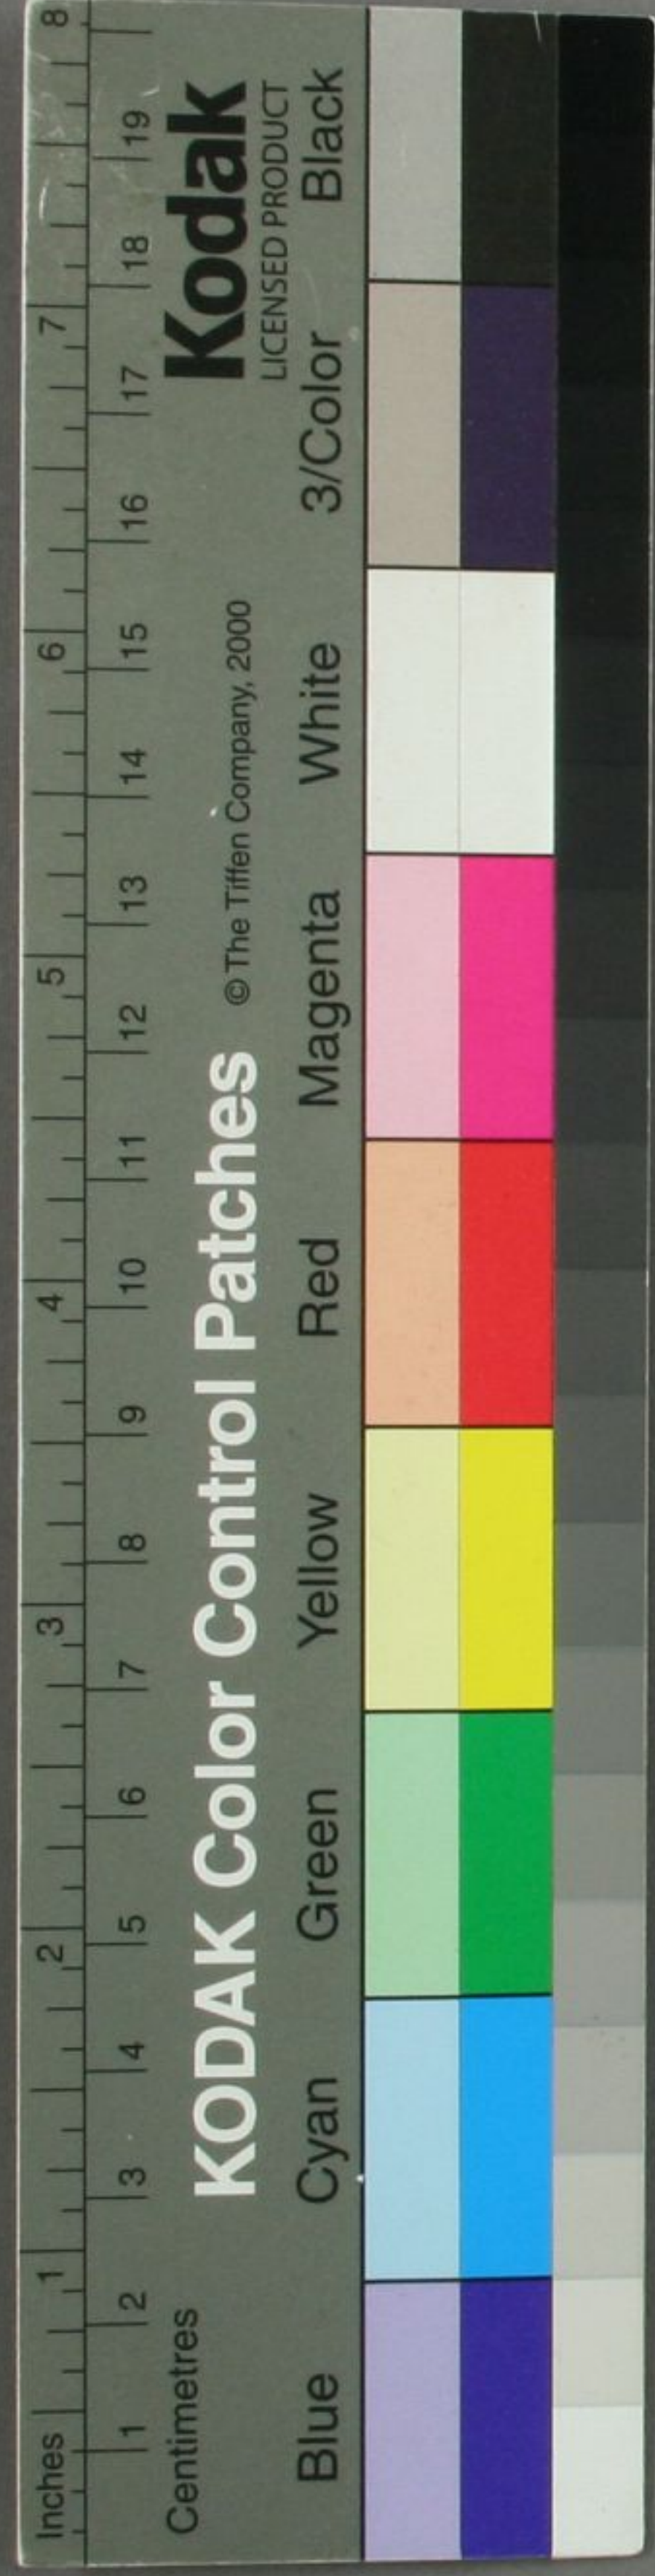 Inches 1 2 3 4 5 6 7 8
1 2 3 4 5 6 7 8 9 10 11 12 13 14 15 16 17 18 19
Centimetres
KODAK Color Control Patches © The Tiffen Company, 2000 Kodak
LICENSED PRODUCT
Blue Cyan Green Yellow Red Magenta White 3/Color Black